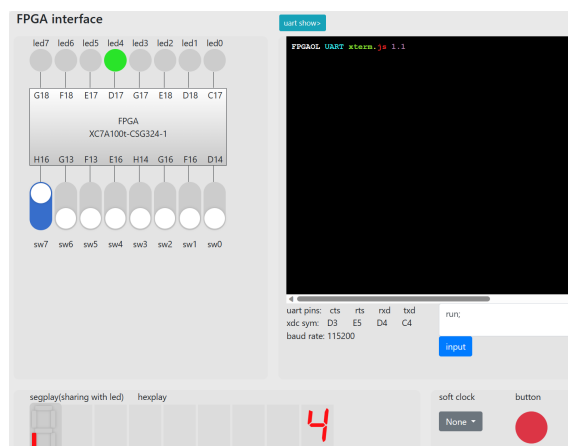 FPGA interface
led7 led6 led5 led4 led3 led2 led1 led0
G18 F18 E17 D17 G17 E18 D18 C17
FPGA
XC7A100t-CSG324-1
H16 G13 F13 E16 H14 G16 F16 D14
sw7 sw6 sw5 sw4 sw3 sw2 sw1 sw0
uart show>
FPGAOL UART xterm.js 1.1
uart pins: cts rts rxd txd
xdc sym: D3 E5 D4 C4
baud rate: 115200
run;
input
segplay(sharing with led) hexplay
4
soft clock button
None